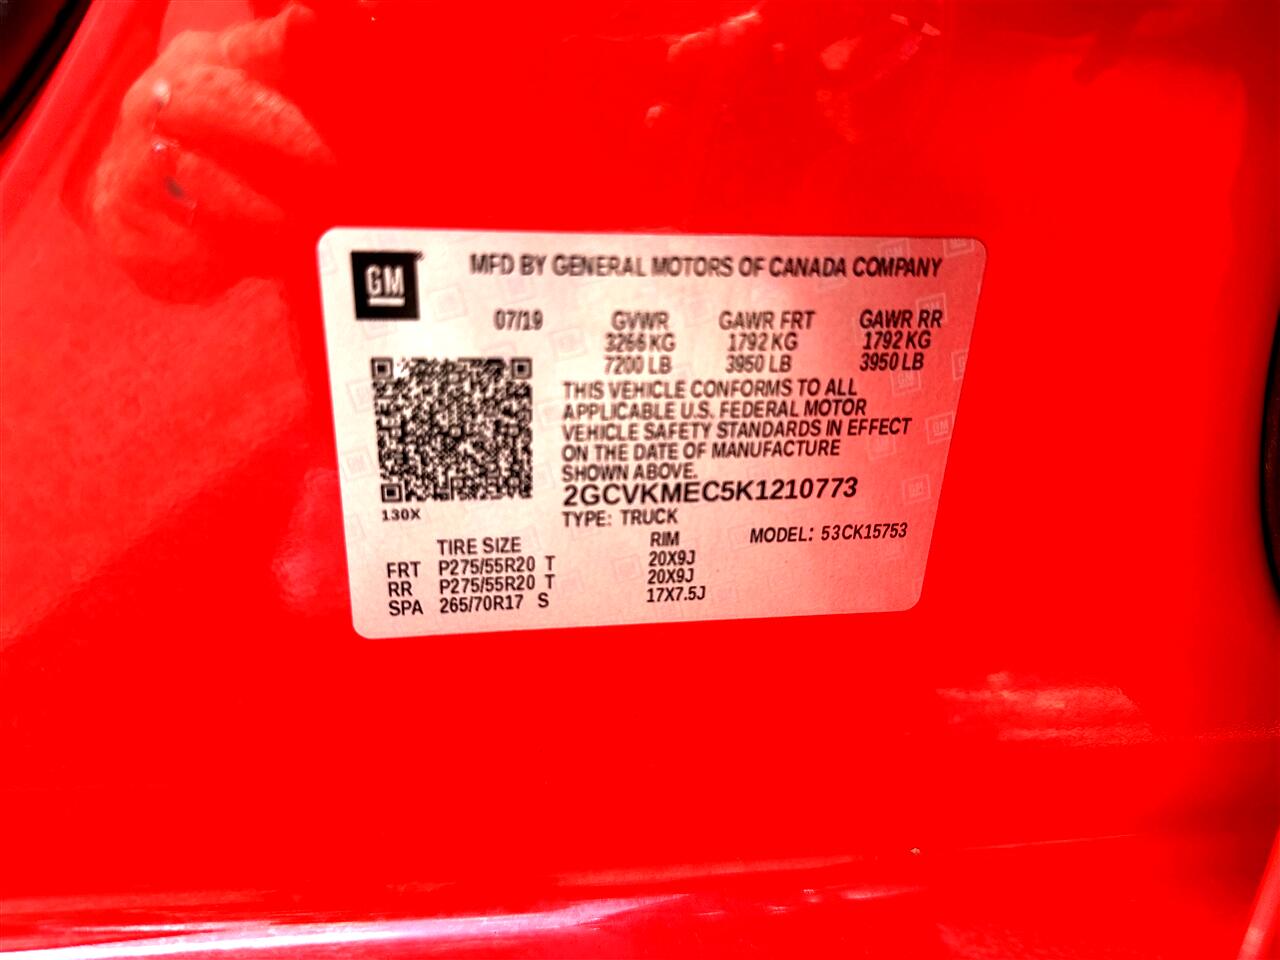 GM
MFD BY GENERAL MOTORS OF CANADA COMPANY
07/19 GVWR GAWR FRT GAWR RR
3266 KG 1792 KG 1792 KG
7200 LB 3950 LB 3950 LB
THIS VEHICLE CONFORMS TO ALL
APPLICABLE U.S. FEDERAL MOTOR
VEHICLE SAFETY STANDARDS IN EFFECT
ON THE DATE OF MANUFACTURE
SHOWN ABOVE.
2GCVKMEC5K1210773
130X
TYPE: TRUCK
MODEL: 53CK15753
TIRE SIZE RIM
FRT P275/55R20 T 20X9J
RR P275/55R20 T 20X9J
SPA 265/70R17 S 17X7.5J